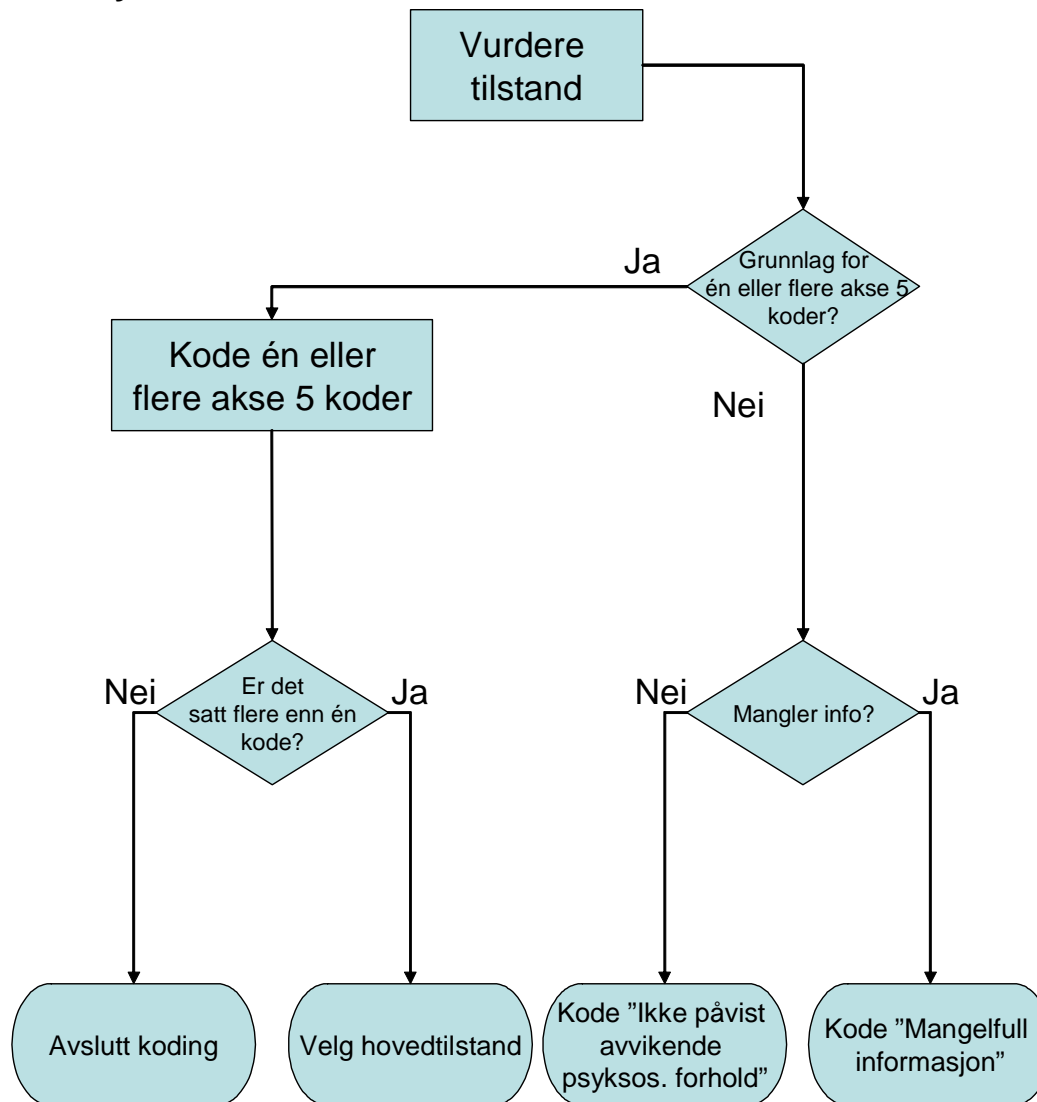 Vurdere
tilstand
Grunnlag for
én eller flere akse 5
koder?
Ja
Kode én eller
flere akse 5 koder
Nei
Nei
Er det
satt flere enn én
kode?
Ja
Nei
Mangler info?
Ja
Avslutt koding
Velg hovedtilstand
Kode ”Ikke påvist
avvikende
psyksos. forhold”
Kode ”Mangelfull
informasjon”